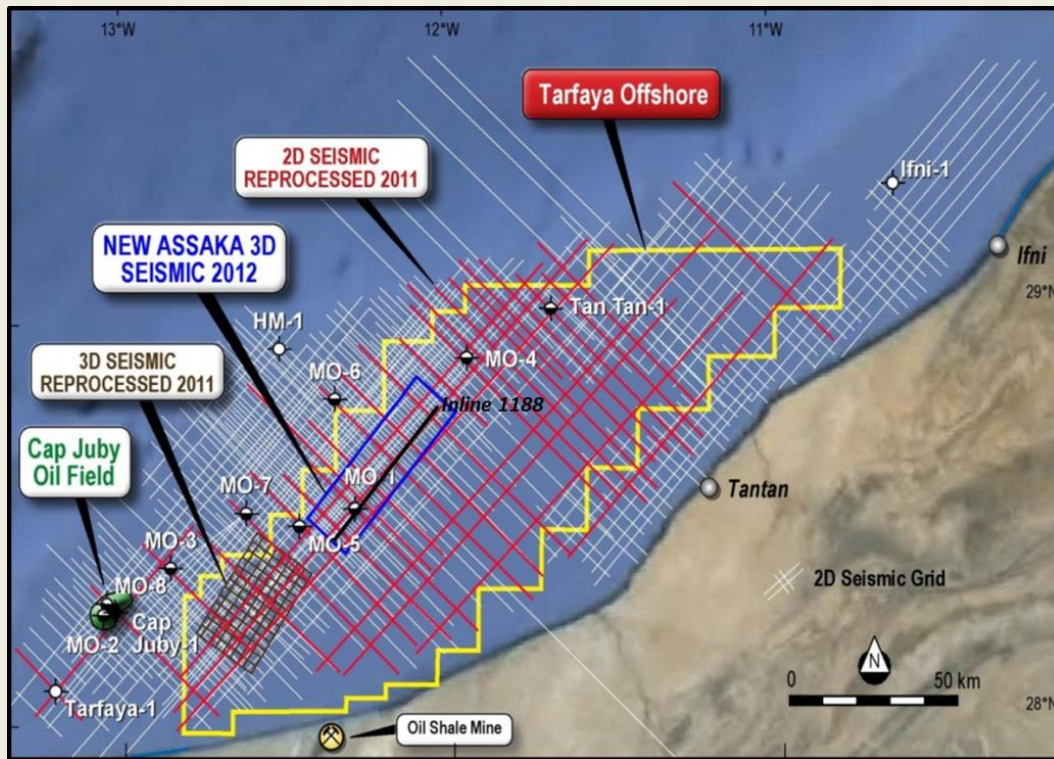 13°W
12°W
11°W
Tarfaya Offshore
2D SEISMIC
REPROCESSED 2011
Ifni-1
NEW ASSAKA 3D
SEISMIC 2012
Ifni
29°N
Tan Tan-1
HM-1
3D SEISMIC
REPROCESSED 2011
MO-4
MO-6
Inline 1188
Cap Juby
Oil Field
MO-1
Tantan
MO-7
MO-5
MO-3
2D Seismic Grid
MO-8
MO-2
Cap
Juby-1
N
0
50 km
Tarfaya-1
28°N
Oil Shale Mine